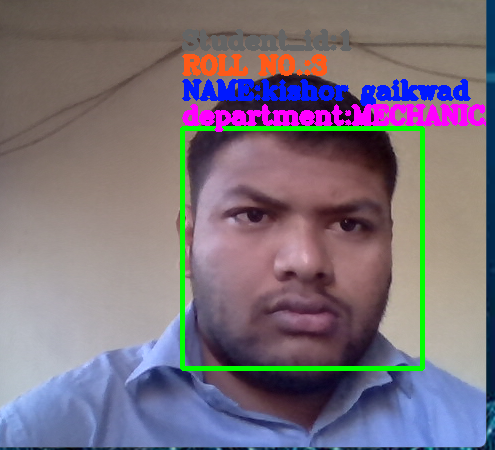 Student_id:1
ROLL NO.:3
NAME:kishor gaikwad
department:MECHANIC